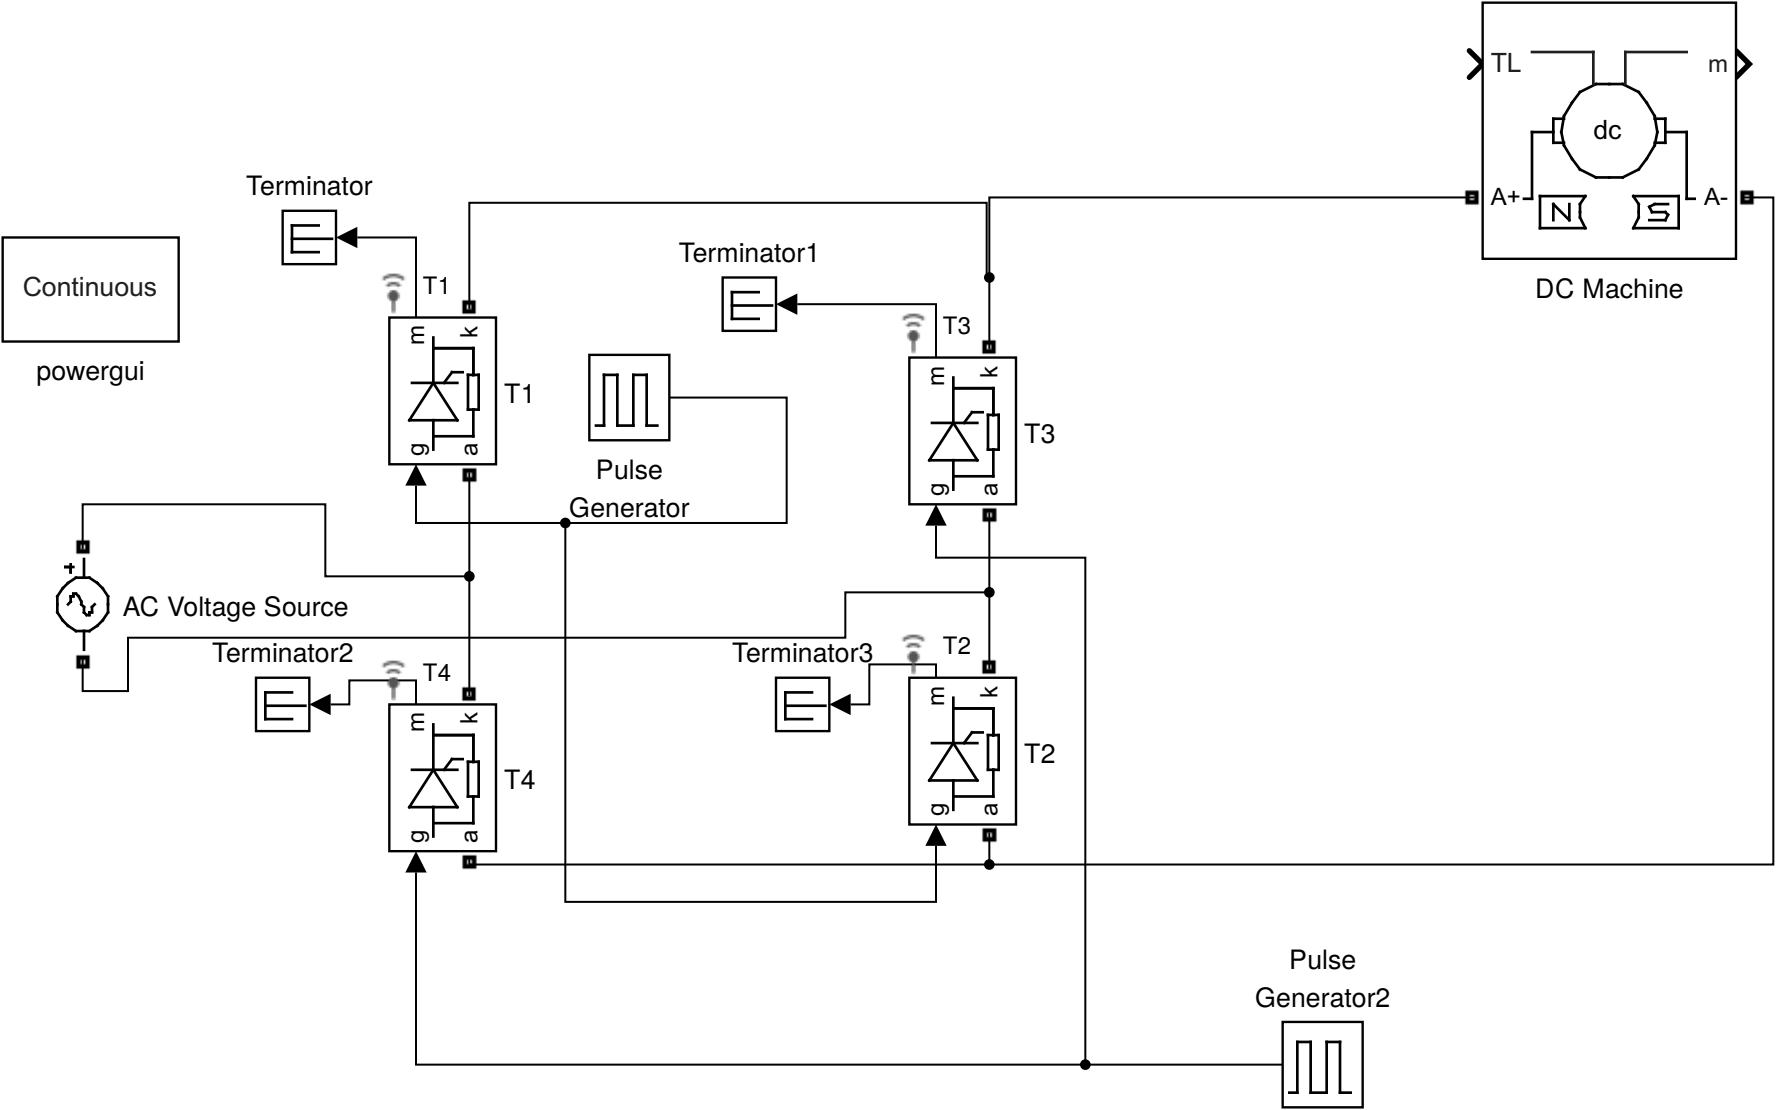 TL
m
dc
A+
A-
N
S
DC Machine
Terminator
Continuous
powergui
T1
m
k
g
a
T1
Terminator1
T3
m
k
g
a
T3
Pulse
Generator
+
AC Voltage Source
Terminator2
T4
m
k
g
a
T4
Terminator3
T2
m
k
g
a
T2
Pulse
Generator2